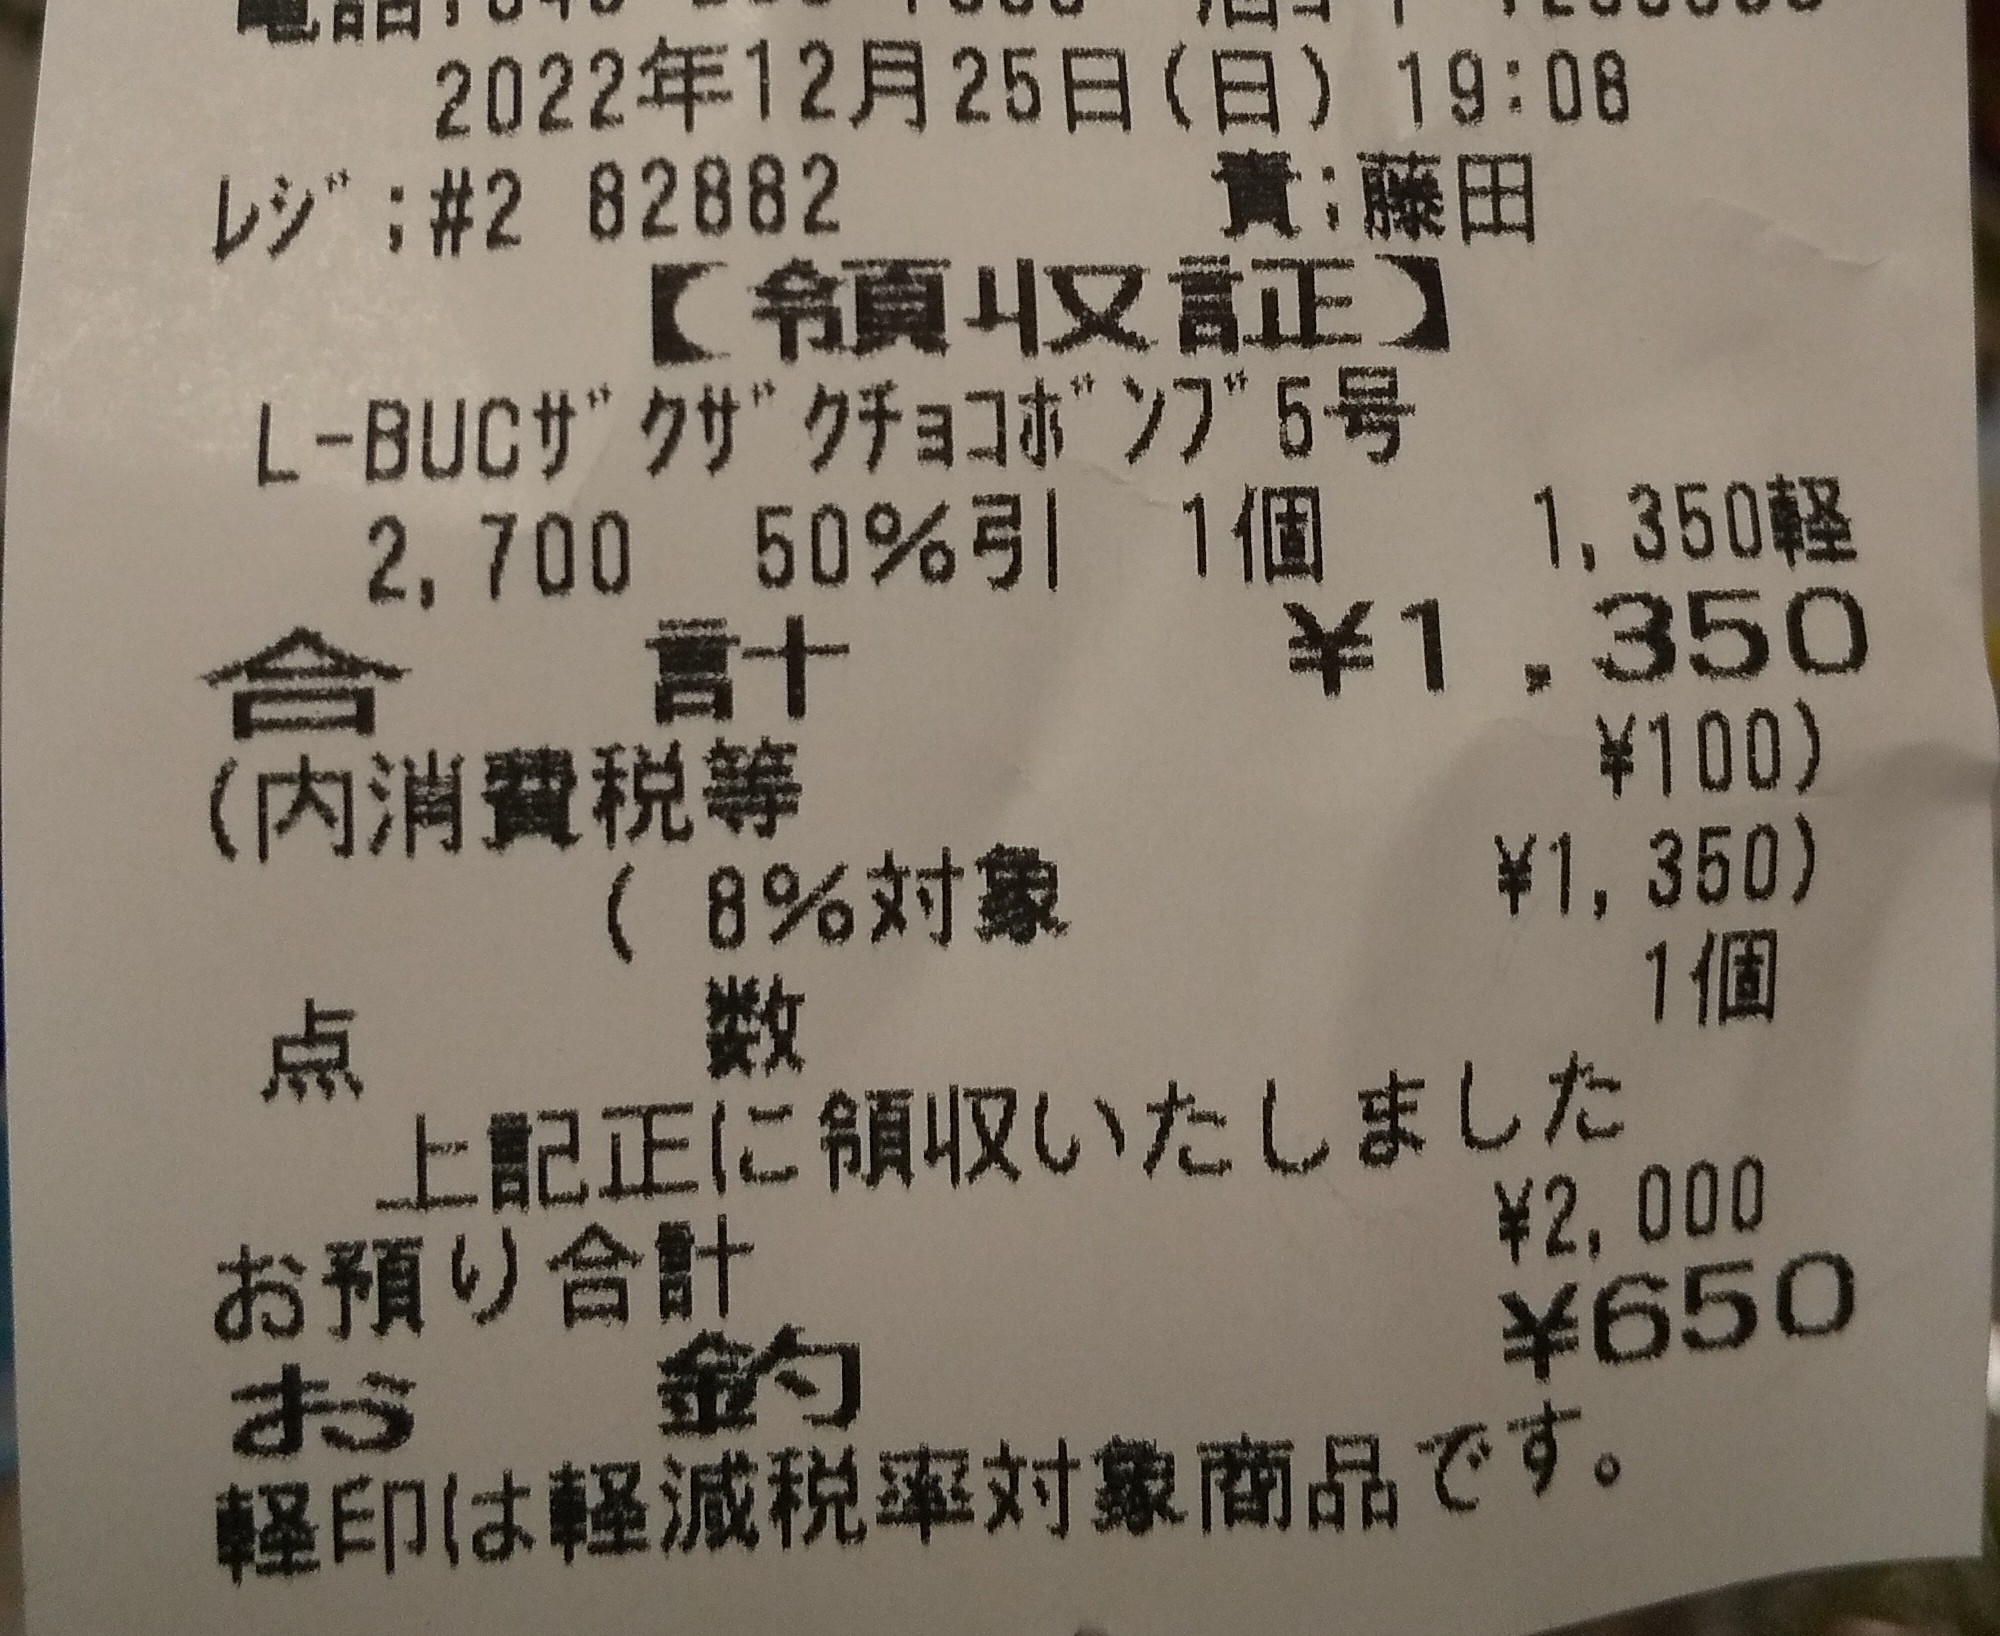 2022年12月25日(日) 19:08
ﾚｼﾞ;#2 82882 責;藤田
【領収証】
L-BUCｻﾞｸｻﾞｸチョコﾎﾞﾝﾌﾞ5号
2,700 50%引 1個 1,350軽
合 計 ¥1,350
(内消費税等 ¥100)
( 8%対象 ¥1,350)
点 数 1個
上記正に領収いたしました
お預り合計 ¥2,000
お 釣 ¥650
軽印は軽減税率対象商品です。